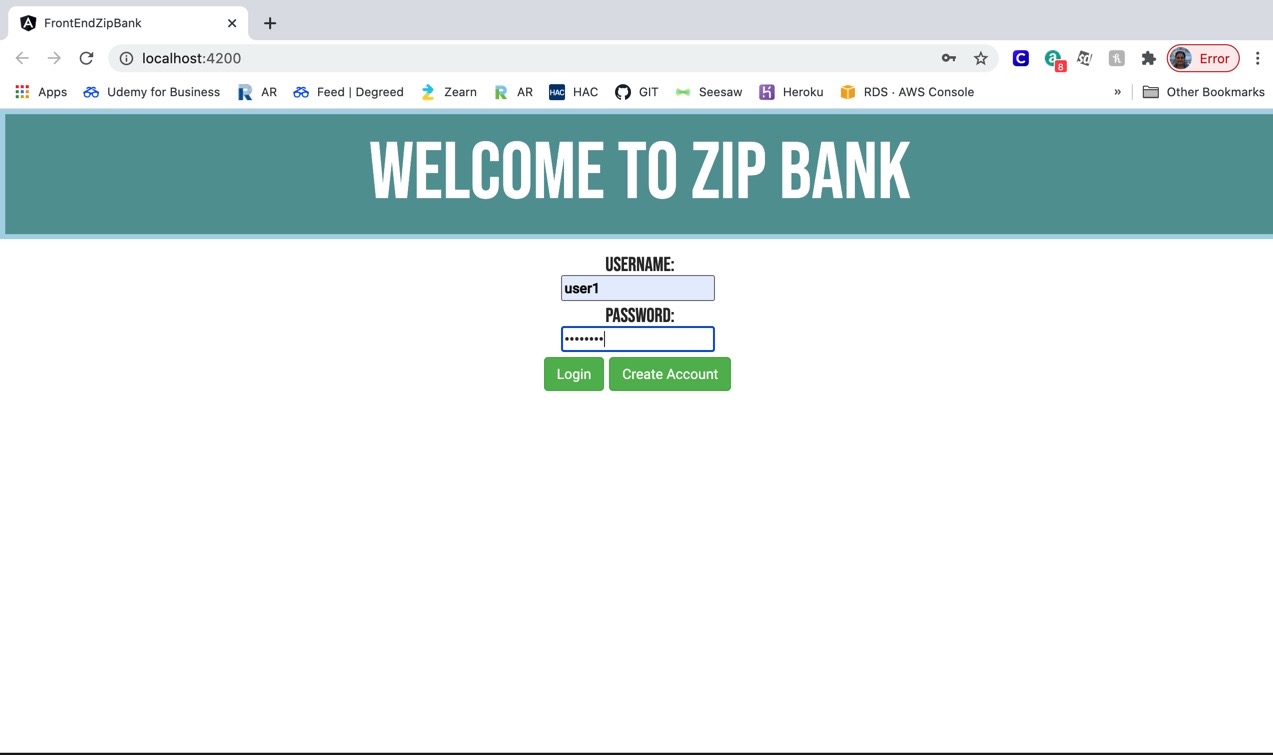 FrontEndZipBank
localhost:4200
C
8
Error
Apps Udemy for Business AR Feed | Degreed Zearn AR HAC HAC GIT Seesaw Heroku RDS · AWS Console » Other Bookmarks
WELCOME TO ZIP BANK
USERNAME:
user1
PASSWORD:
••••••••
Login Create Account